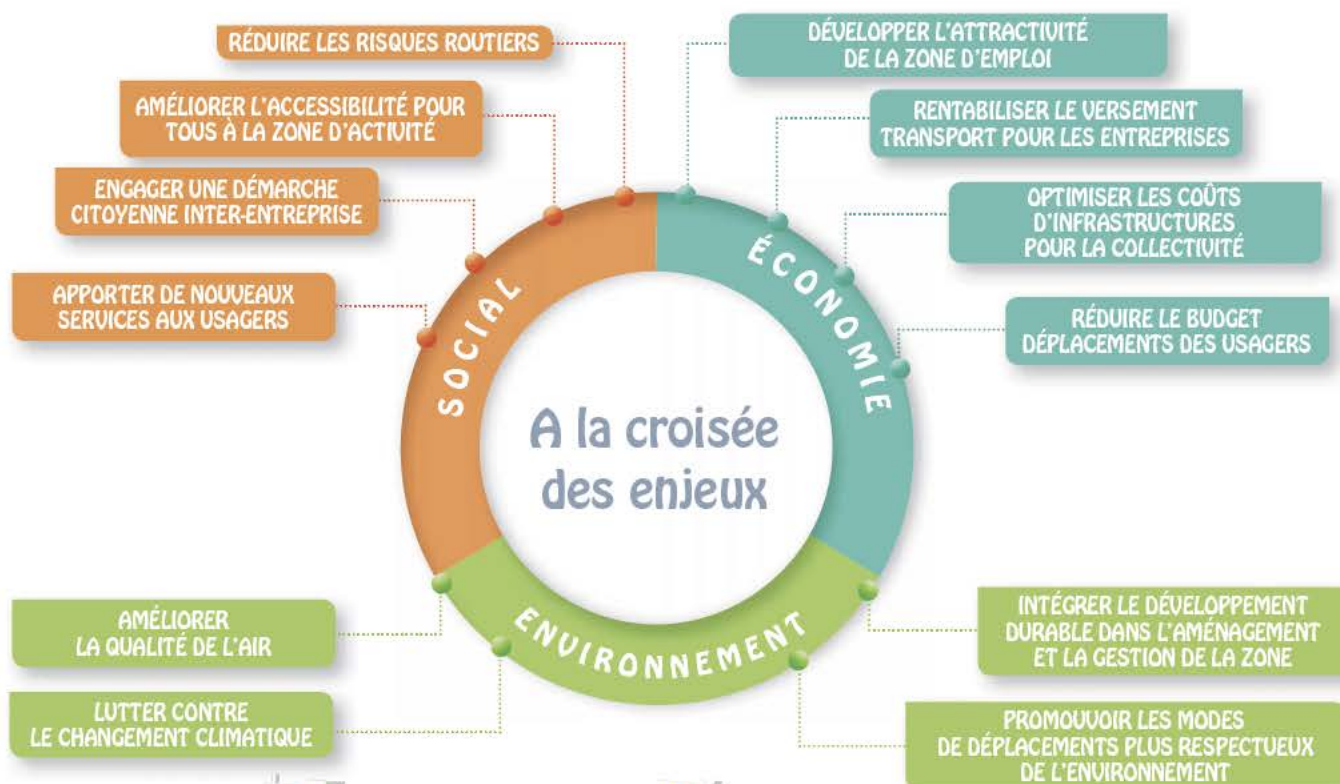 RÉDUIRE LES RISQUES ROUTIERS
AMÉLIORER L'ACCESSIBILITÉ POUR
TOUS À LA ZONE D'ACTIVITÉ
ENGAGER UNE DÉMARCHE
CITOYENNE INTER-ENTREPRISE
APPORTER DE NOUVEAUX
SERVICES AUX USAGERS
DÉVELOPPER L'ATTRACTIVITÉ
DE LA ZONE D'EMPLOI
RENTABILISER LE VERSEMENT
TRANSPORT POUR LES ENTREPRISES
OPTIMISER LES COÛTS
D'INFRASTRUCTURES
POUR LA COLLECTIVITÉ
RÉDUIRE LE BUDGET
DÉPLACEMENTS DES USAGERS
SOCIAL
ÉCONOMIE
A la croisée
des enjeux
ENVIRONNEMENT
AMÉLIORER
LA QUALITÉ DE L'AIR
LUTTER CONTRE
LE CHANGEMENT CLIMATIQUE
INTÉGRER LE DÉVELOPPEMENT
DURABLE DANS L'AMÉNAGEMENT
ET LA GESTION DE LA ZONE
PROMOUVOIR LES MODES
DE DÉPLACEMENTS PLUS RESPECTUEUX
DE L'ENVIRONNEMENT